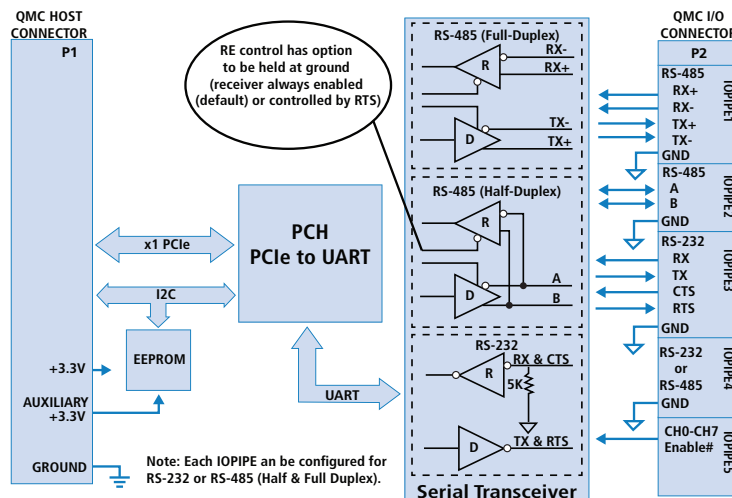 QMC HOST
CONNECTOR
P1
+3.3V
AUXILIARY
+3.3V
GROUND
RE control has option
to be held at ground
(receiver always enabled
(default) or controlled by RTS)
x1 PCIe
I2C
EEPROM
PCH
PCIe to UART
UART
Note: Each IOPIPE an be configured for
RS-232 or RS-485 (Half & Full Duplex).
RS-485 (Full-Duplex)
RX-
R
RX+
TX-
D
TX+
RS-485 (Half-Duplex)
R
A
D
B
RS-232
RX & CTS
R
5K
D
TX & RTS
Serial Transceiver
QMC I/O
CONNECTOR
P2
RS-485
RX+
RX-
TX+
TX-
GND
IOPIPE1
RS-485
A
B
GND
IOPIPE2
RS-232
RX
TX
CTS
RTS
GND
IOPIPE3
RS-232
or
RS-485
GND
IOPIPE4
CH0-CH7
Enable#
IOPIPE5